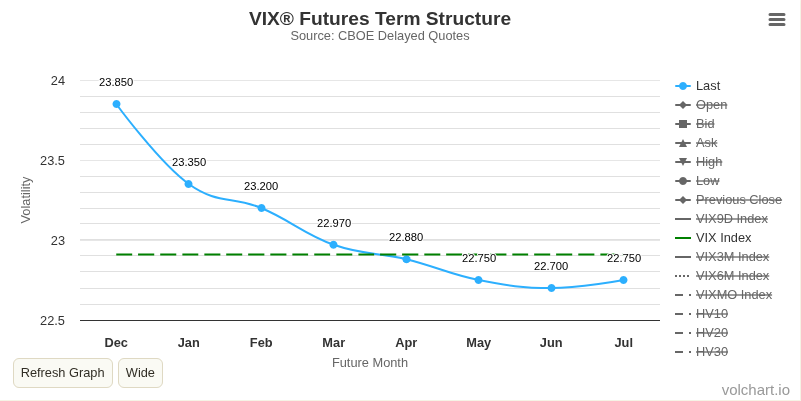 VIX® Futures Term Structure
Source: CBOE Delayed Quotes
Volatility
24
23.5
23
22.5
23.850
23.350
23.200
22.970
22.880
22.750
22.700
22.750
Dec Jan Feb Mar Apr May Jun Jul
Future Month
Last
Open
Bid
Ask
High
Low
Previous Close
VIX9D Index
VIX Index
VIX3M Index
VIX6M Index
VIXMO Index
HV10
HV20
HV30
Refresh Graph Wide
volchart.io